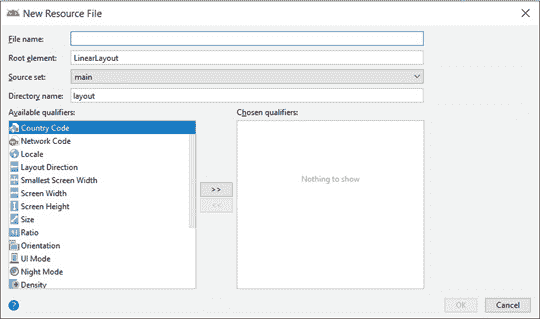 New Resource File
File name:
Root element: LinearLayout
Source set: main
Directory name: layout
Available qualifiers: Chosen qualifiers:
Country Code
Network Code
Locale
Layout Direction
Smallest Screen Width
Screen Width
Screen Height
Size
Ratio
Orientation
UI Mode
Night Mode
Density
>>
<<
Nothing to show
?
OK Cancel